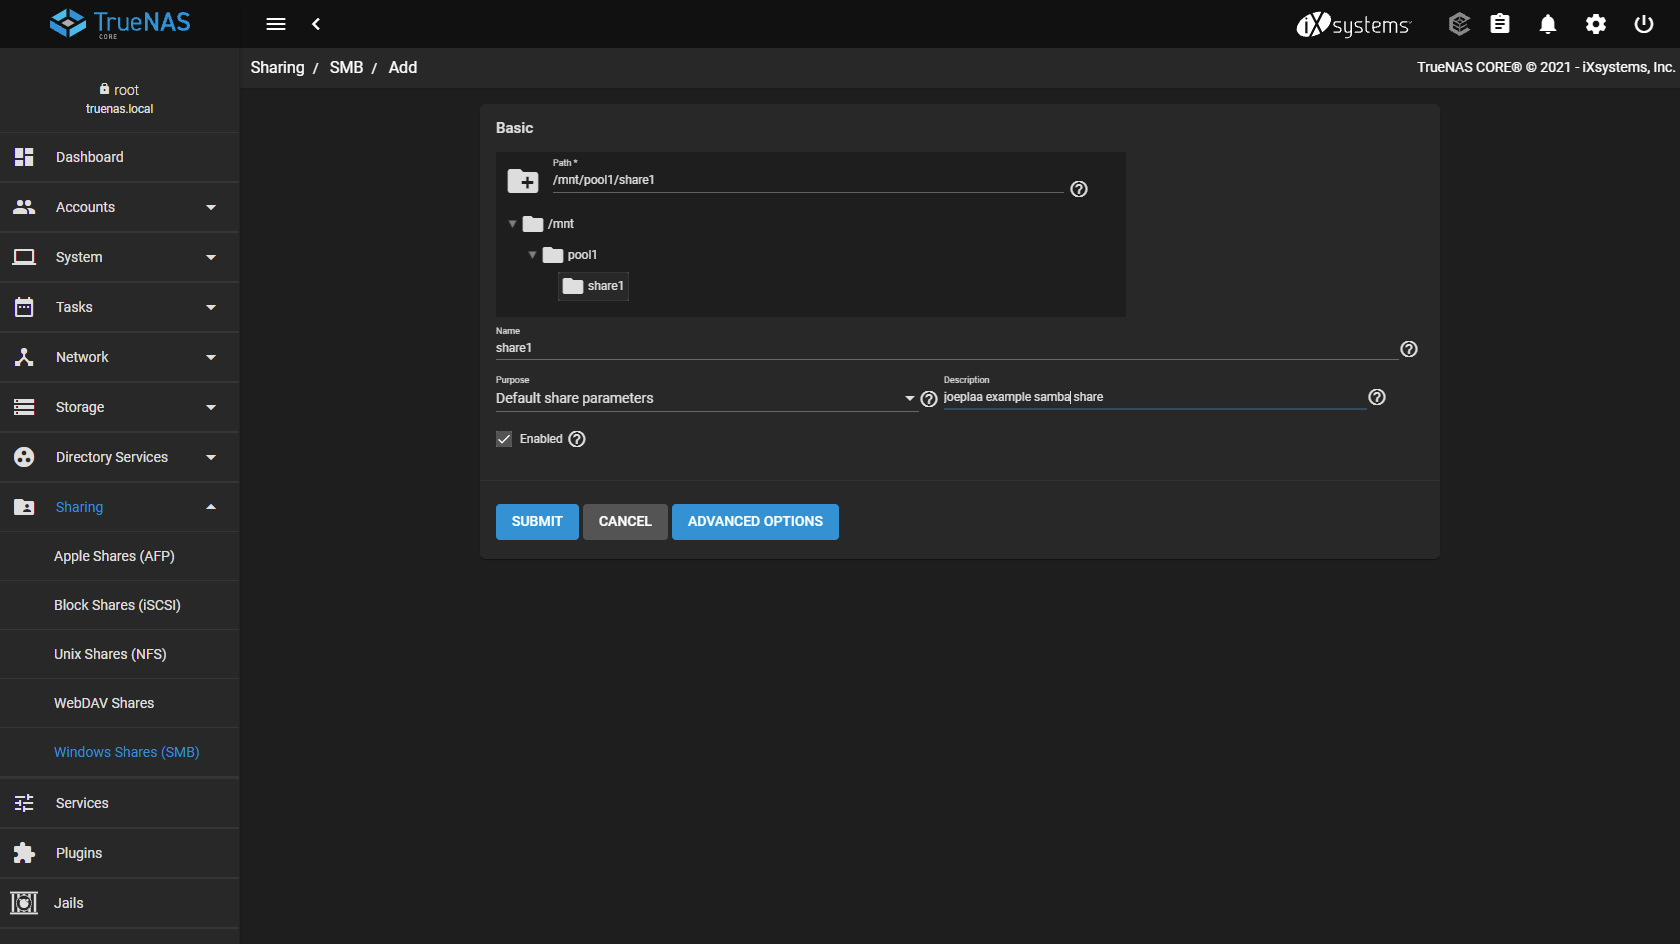 TrueNAS
CORE
iXsystems
Sharing / SMB / Add
TrueNAS CORE® © 2021 - iXsystems, Inc.
root
truenas.local
Dashboard
Accounts
System
Tasks
Network
Storage
Directory Services
Sharing
Apple Shares (AFP)
Block Shares (iSCSI)
Unix Shares (NFS)
WebDAV Shares
Windows Shares (SMB)
Services
Plugins
Jails
Basic
Path *
/mnt/pool1/share1
/mnt
pool1
share1
Name
share1
Purpose
Default share parameters
Description
joeplaa example samba share
Enabled
SUBMIT
CANCEL
ADVANCED OPTIONS